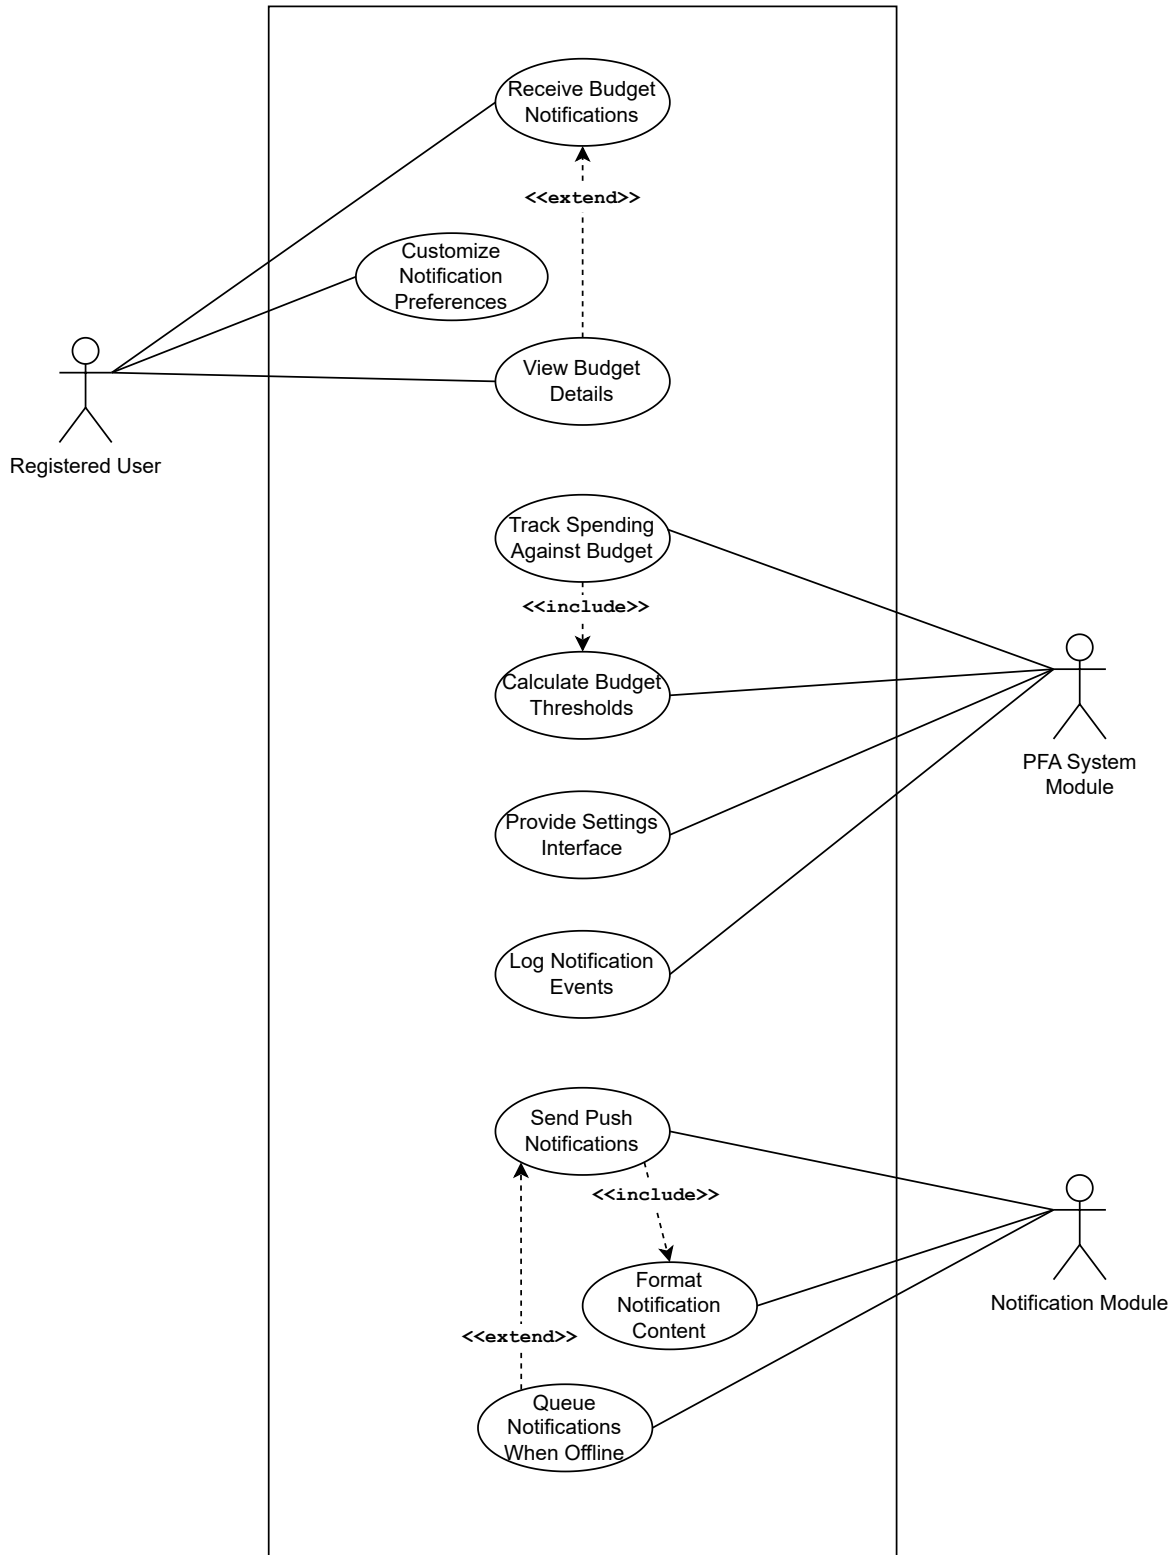 Receive Budget
Notifications
<<extend>>
Customize
Notification
Preferences
View Budget
Details
Registered User
Track Spending
Against Budget
<<include>>
Calculate Budget
Thresholds
PFA System
Module
Provide Settings
Interface
Log Notification
Events
Send Push
Notifications
<<include>>
Format
Notification
Content
Notification Module
<<extend>>
Queue
Notifications
When Offline